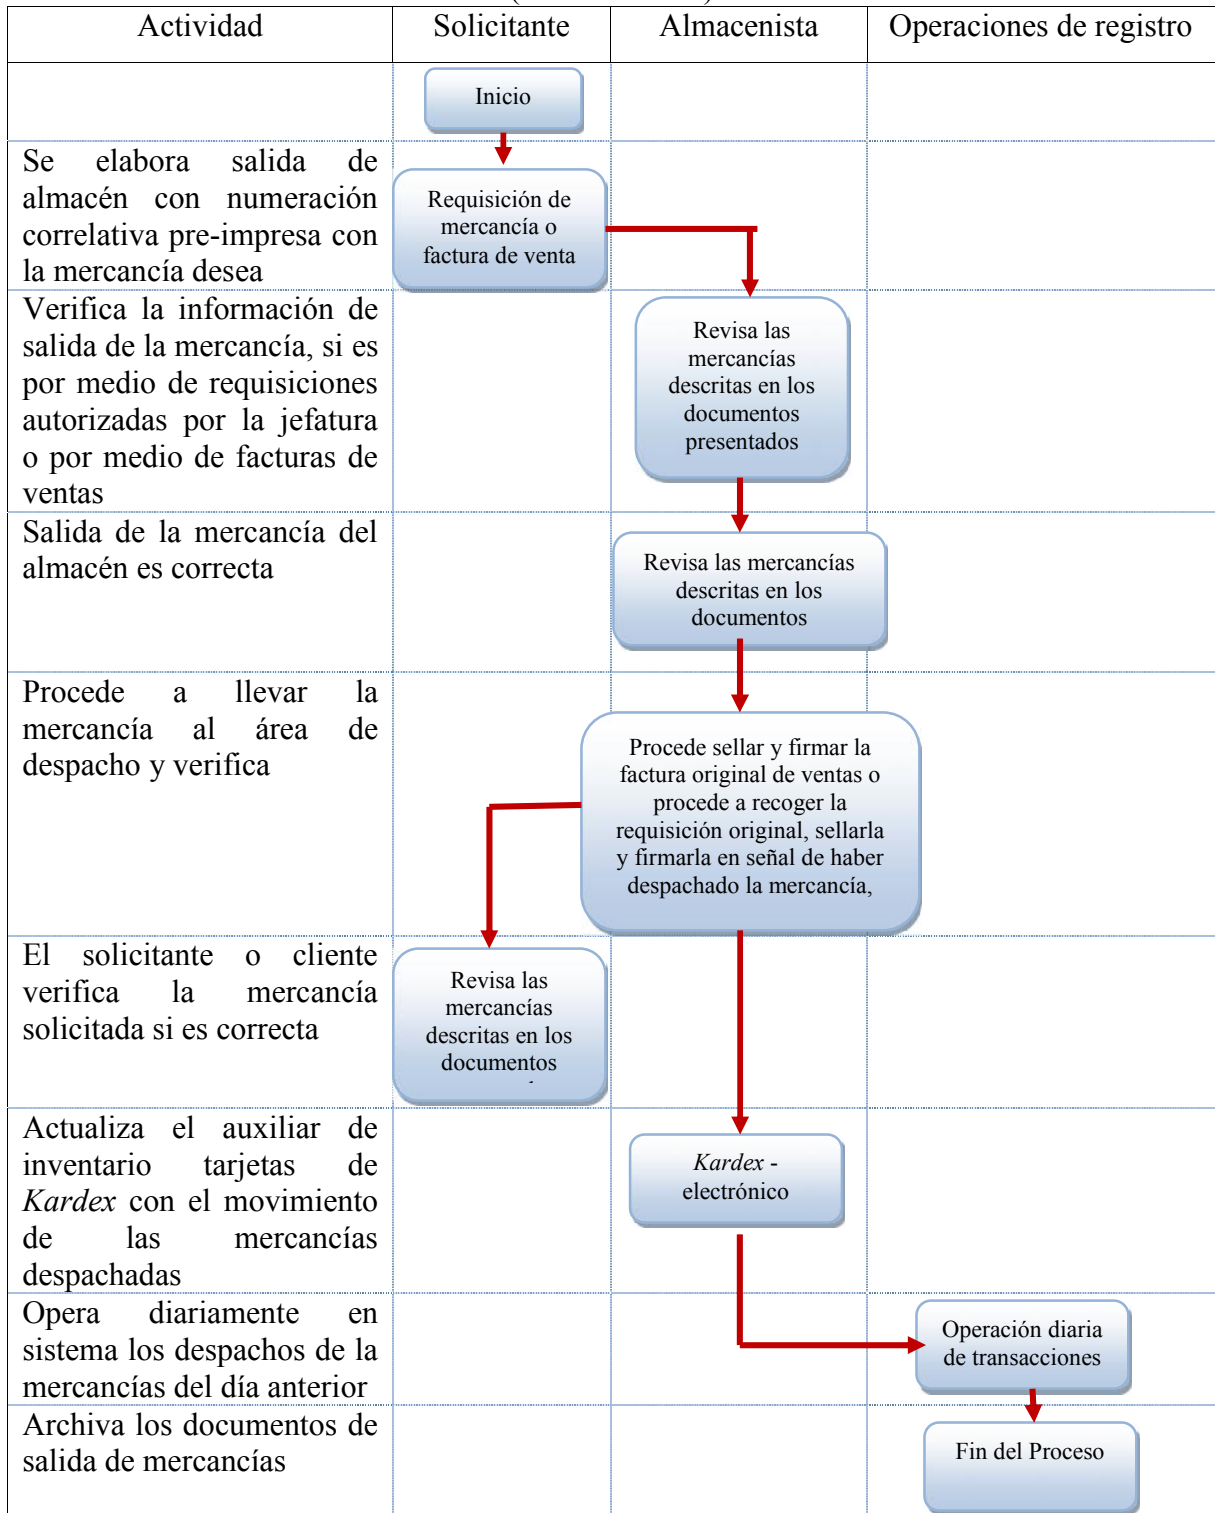 Actividad
Solicitante
Almacenista
Operaciones de registro
Inicio
Se elabora salida de
almacén con numeración
correlativa pre-impresa con
la mercancía desea
Requisición de
mercancía o
factura de venta
Verifica la información de
salida de la mercancía, si es
por medio de requisiciones
autorizadas por la jefatura
o por medio de facturas de
ventas
Revisa las
mercancías
descritas en los
documentos
presentados
Salida de la mercancía del
almacén es correcta
Revisa las mercancías
descritas en los
documentos
Procede a llevar la
mercancía al área de
despacho y verifica
Procede sellar y firmar la
factura original de ventas o
procede a recoger la
requisición original, sellarla
y firmarla en señal de haber
despachado la mercancía,
El solicitante o cliente
verifica la mercancía
solicitada si es correcta
Revisa las
mercancías
descritas en los
documentos
Actualiza el auxiliar de
inventario tarjetas de
Kardex con el movimiento
de las mercancías
despachadas
Kardex -
electrónico
Opera diariamente en
sistema los despachos de la
mercancías del día anterior
Operación diaria
de transacciones
Archiva los documentos de
salida de mercancías
Fin del Proceso